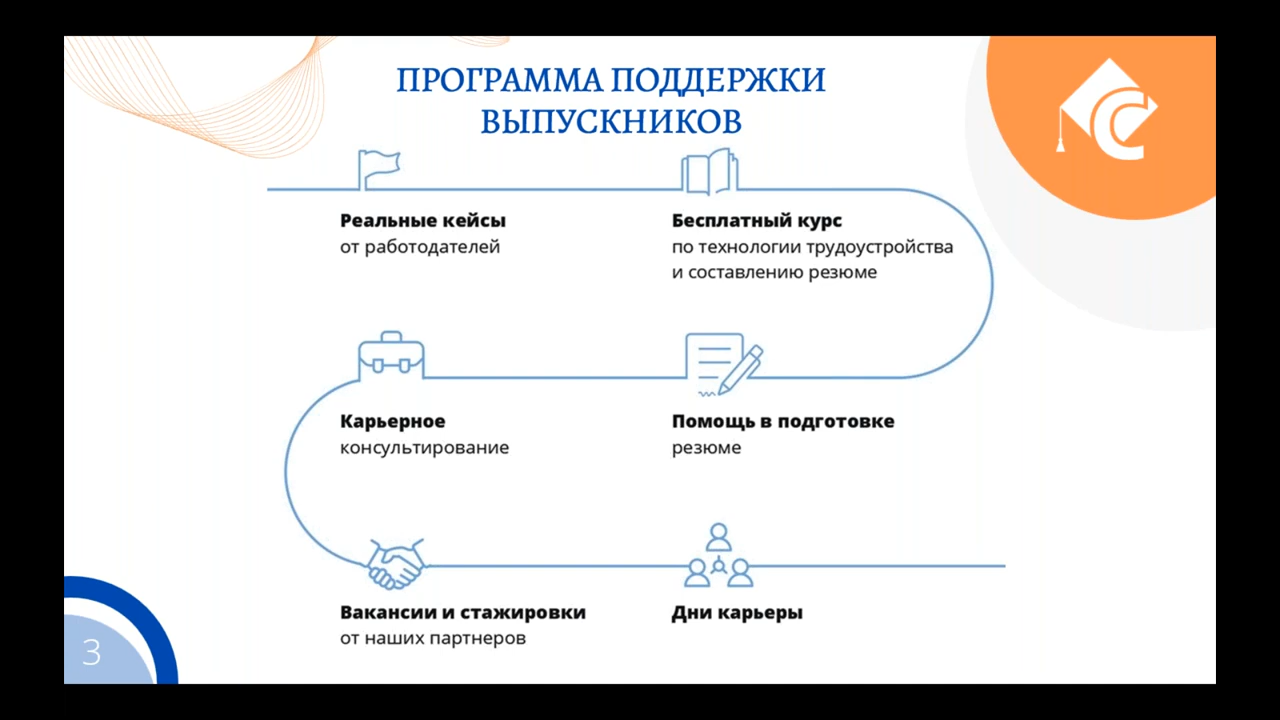 ПРОГРАММА ПОДДЕРЖКИ
ВЫПУСКНИКОВ
Реальные кейсы
от работодателей
Бесплатный курс
по технологии трудоустройства
и составлению резюме
Карьерное
консультирование
Помощь в подготовке
резюме
Вакансии и стажировки
от наших партнеров
Дни карьеры
3
С